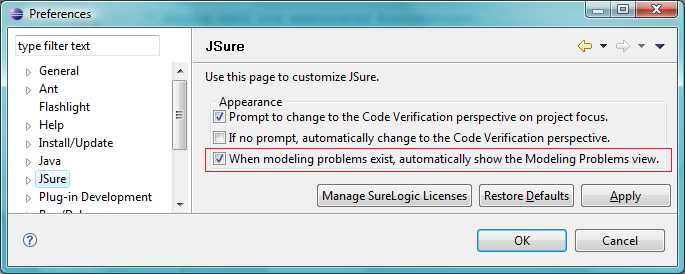 Preferences
type filter text
General
Ant
Flashlight
Help
Install/Update
Java
JSure
Plug-in Development
JSure
Use this page to customize JSure.
Appearance
Prompt to change to the Code Verification perspective on project focus.
If no prompt, automatically change to the Code Verification perspective.
When modeling problems exist, automatically show the Modeling Problems view.
Manage SureLogic Licenses
Restore Defaults
Apply
?
OK
Cancel